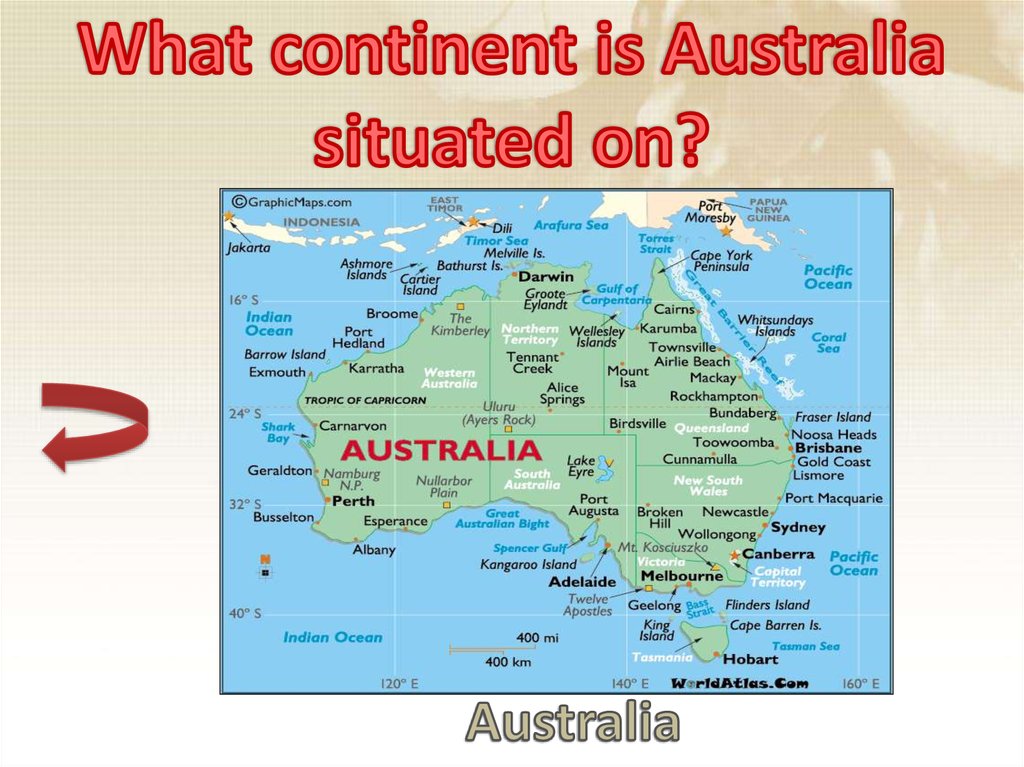 What continent is Australia
situated on?
©GraphicMaps.com
EAST
TIMOR
Port
Moresby
PAPUA
NEW
GUINEA
INDONESIA
Dili
Arafura Sea
Jakarta
Timor Sea
Melville Is.
Torres
Strait
Ashmore
Islands
Bathurst Is.
Cape York
Peninsula
Cartier
Island
Darwin
Pacific
Ocean
Groote
Eylandt
Gulf of
Carpentaria
Great Barrier Reef
16° S
Indian
Ocean
Broome
The
Kimberley
Cairns
Whitsundays
Islands
Port
Hedland
Northern
Territory
Wellesley
Islands
Karumba
Coral
Sea
Barrow Island
Townsville
Exmouth
Karratha
Tennant
Creek
Airlie Beach
Western
Australia
Mount
Isa
Mackay
Alice
Springs
Rockhampton
TROPIC OF CAPRICORN
Uluru
(Ayers Rock)
Bundaberg
24° S
Fraser Island
Shark
Bay
Carnarvon
Birdsville
Queensland
Noosa Heads
Toowoomba
Brisbane
AUSTRALIA
Lake
Eyre
Cunnamulla
Gold Coast
Geraldton
Namburg
N.P.
Nullarbor
Plain
South
Australia
Lismore
New South
Wales
32° S
Perth
Port
Augusta
Port Macquarie
Busselton
Esperance
Great
Australian Bight
Broken
Hill
Newcastle
Sydney
Wollongong
Albany
Spencer Gulf
Mt. Kosciuszko
Canberra
Pacific
Ocean
Kangaroo Island
Victoria
Capital
Territory
N
Adelaide
Melbourne
Twelve
Apostles
Geelong
Bass
Strait
Flinders Island
40° S
King
Island
Cape Barren Is.
Indian Ocean
400 mi
Tasman Sea
400 km
Tasmania
Hobart
120° E
140° E
WorldAtlas.Com
160° E
Australia